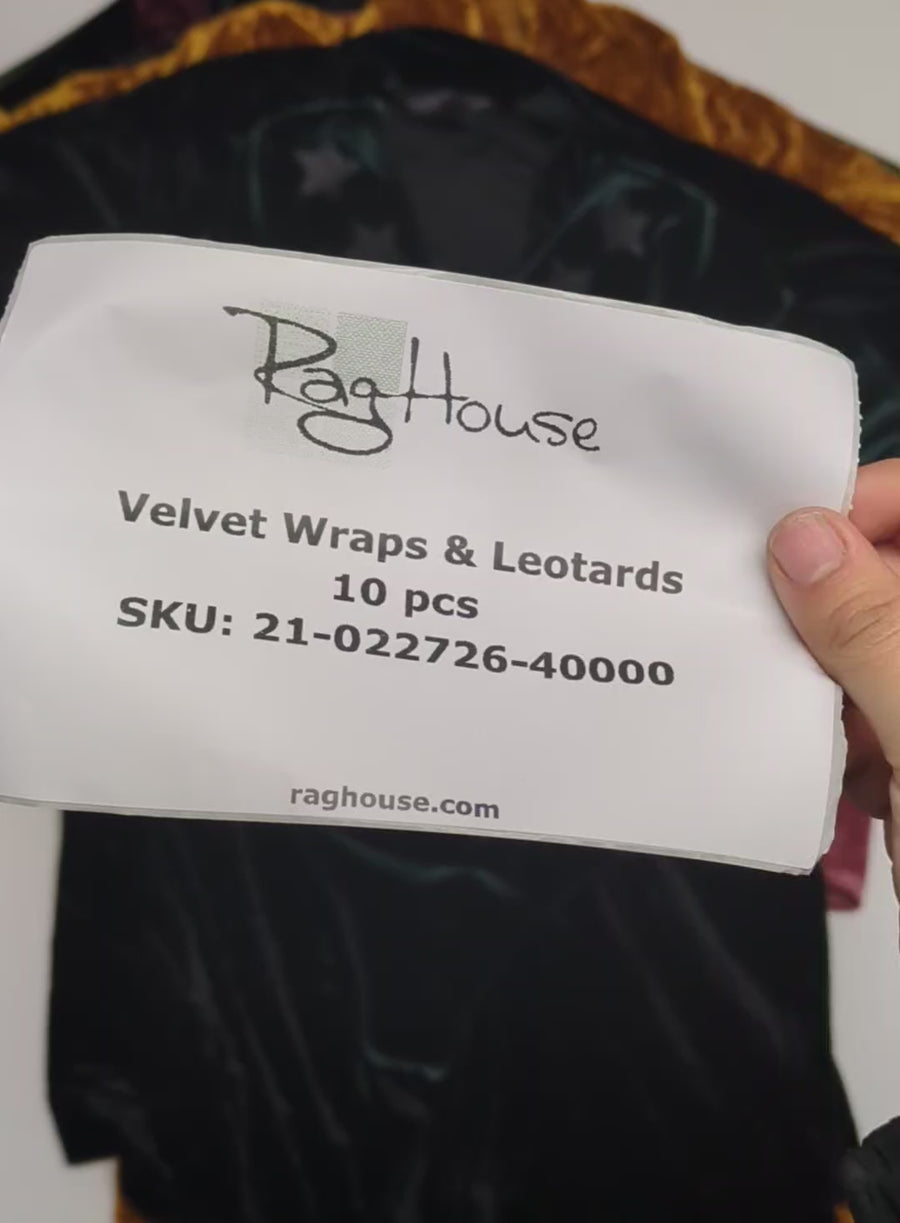 RagHouse
Velvet Wraps & Leotards
10 pcs
SKU: 21-022726-40000
raghouse.com